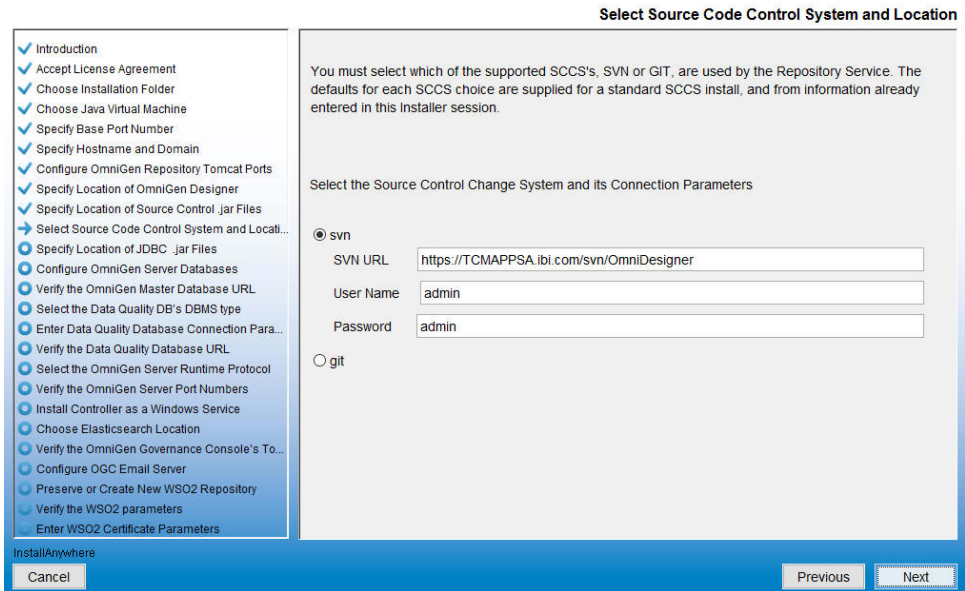 Select Source Code Control System and Location
Introduction
Accept License Agreement
Choose Installation Folder
Choose Java Virtual Machine
Specify Base Port Number
Specify Hostname and Domain
Configure OmniGen Repository Tomcat Ports
Specify Location of OmniGen Designer
Specify Location of Source Control .jar Files
Select Source Code Control System and Locati...
Specify Location of JDBC .jar Files
Configure OmniGen Server Databases
Verify the OmniGen Master Database URL
Select the Data Quality DB's DBMS type
Enter Data Quality Database Connection Para...
Verify the Data Quality Database URL
Select the OmniGen Server Runtime Protocol
Verify the OmniGen Server Port Numbers
Install Controller as a Windows Service
Choose Elasticsearch Location
Verify the OmniGen Governance Console's To...
Configure OGC Email Server
Preserve or Create New WSO2 Repository
Verify the WSO2 parameters
Enter WSO2 Certificate Parameters
You must select which of the supported SCCS's, SVN or GIT, are used by the Repository Service. The
defaults for each SCCS choice are supplied for a standard SCCS install, and from information already
entered in this Installer session.
Select the Source Control Change System and its Connection Parameters
svn
SVN URL https://TCMAPPSA.ibi.com/svn/OmniDesigner
User Name admin
Password admin
git
InstallAnywhere
Cancel Previous Next